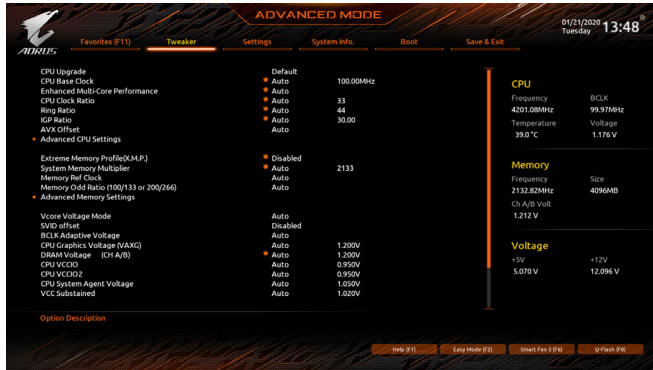 ADVANCED MODE
01/21/2020 Tuesday 13:48
AORUS
Favorites (F11) Tweaker Settings System Info. Boot Save & Exit
CPU Upgrade Default
CPU Base Clock Auto 100.00MHz
Enhanced Multi-Core Performance Auto
CPU Clock Ratio Auto 33
Ring Ratio Auto 44
IGP Ratio Auto 30.00
AVX Offset Auto
Advanced CPU Settings
Extreme Memory Profile(X.M.P.) Disabled
System Memory Multiplier Auto 2133
Memory Ref Clock Auto
Memory Odd Ratio (100/133 or 200/266) Auto
Advanced Memory Settings
Vcore Voltage Mode Auto
SVID offset Disabled
BCLK Adaptive Voltage Auto
CPU Graphics Voltage (VAXG) Auto 1.200V
DRAM Voltage (CH A/B) Auto 1.200V
CPU VCCIO Auto 0.950V
CPU VCCIO2 Auto 0.950V
CPU System Agent Voltage Auto 1.050V
VCC Substained Auto 1.020V
Option Description
CPU
Frequency BCLK
4201.08MHz 99.97MHz
Temperature Voltage
39.0 °C 1.176 V
Memory
Frequency Size
2132.82MHz 4096MB
Ch A/B Volt
1.212 V
Voltage
+5V +12V
5.070 V 12.096 V
Help (F1) Easy Mode (F2) Smart Fan 5 (F6) Q-Flash (F8)